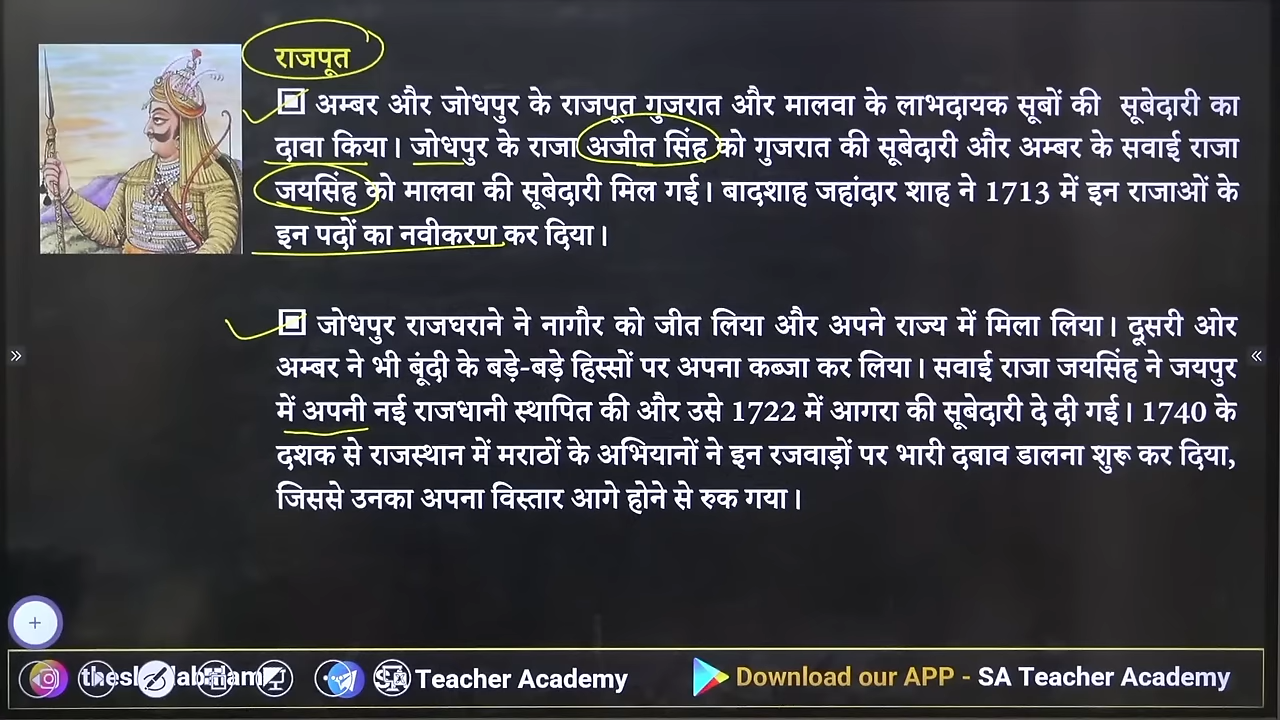 राजपूत
अम्बर और जोधपुर के राजपूत गुजरात और मालवा के लाभदायक सूबों की सूबेदारी का
दावा किया। जोधपुर के राजा अजीत सिंह को गुजरात की सूबेदारी और अम्बर के सवाई राजा
जयसिंह को मालवा की सूबेदारी मिल गई। बादशाह जहांदार शाह ने 1713 में इन राजाओं के
इन पदों का नवीकरण कर दिया।
जोधपुर राजघराने ने नागौर को जीत लिया और अपने राज्य में मिला लिया। दूसरी ओर
अम्बर ने भी बूंदी के बड़े-बड़े हिस्सों पर अपना कब्जा कर लिया। सवाई राजा जयसिंह ने जयपुर
में अपनी नई राजधानी स्थापित की और उसे 1722 में आगरा की सूबेदारी दे दी गई। 1740 के
दशक से राजस्थान में मराठों के अभियानों ने इन रजवाड़ों पर भारी दबाव डालना शुरू कर दिया,
जिससे उनका अपना विस्तार आगे होने से रुक गया।
Teacher Academy
Download our APP - SA Teacher Academy